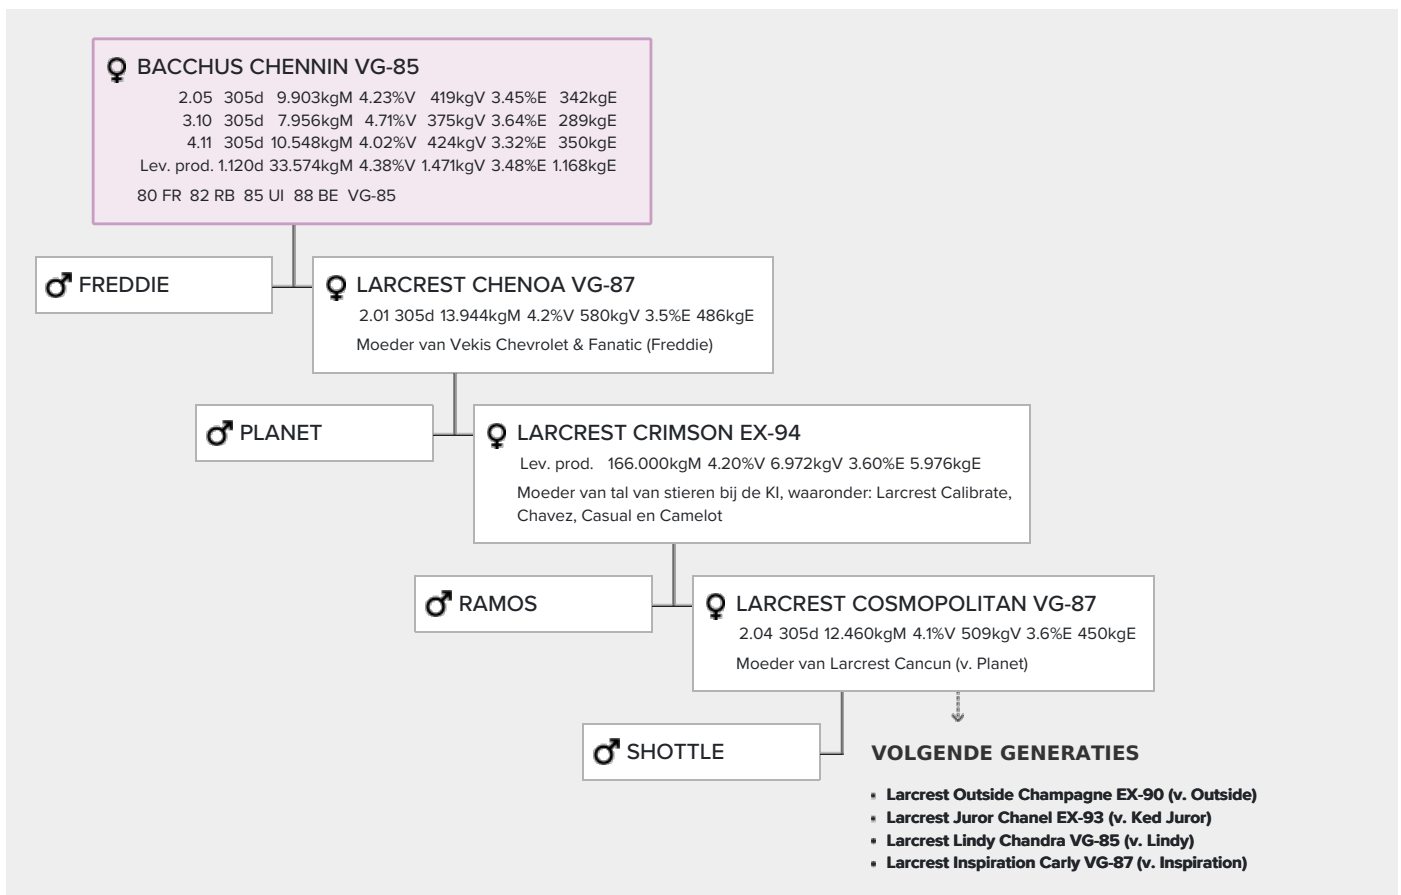 BACCHUS CHENNIN VG-85
2.05 305d 9.903kgM 4.23%V 419kgV 3.45%E 342kgE
3.10 305d 7.956kgM 4.71%V 375kgV 3.64%E 289kgE
4.11 305d 10.548kgM 4.02%V 424kgV 3.32%E 350kgE
Lev. prod. 1.120d 33.574kgM 4.38%V 1.471kgV 3.48%E 1.168kgE
80 FR 82 RB 85 UI 88 BE VG-85
FREDDIE
LARCREST CHENOA VG-87
2.01 305d 13.944kgM 4.2%V 580kgV 3.5%E 486kgE
Moeder van Vekis Chevrolet & Fanatic (Freddie)
PLANET
LARCREST CRIMSON EX-94
Lev. prod. 166.000kgM 4.20%V 6.972kgV 3.60%E 5.976kgE
Moeder van tal van stieren bij de KI, waaronder: Larcrest Calibrate,
Chavez, Casual en Camelot
RAMOS
LARCREST COSMOPOLITAN VG-87
2.04 305d 12.460kgM 4.1%V 509kgV 3.6%E 450kgE
Moeder van Larcrest Cancun (v. Planet)
SHOTTLE
VOLGENDE GENERATIES
▪ Larcrest Outside Champagne EX-90 (v. Outside)
▪ Larcrest Juror Chanel EX-93 (v. Ked Juror)
▪ Larcrest Lindy Chandra VG-85 (v. Lindy)
▪ Larcrest Inspiration Carly VG-87 (v. Inspiration)